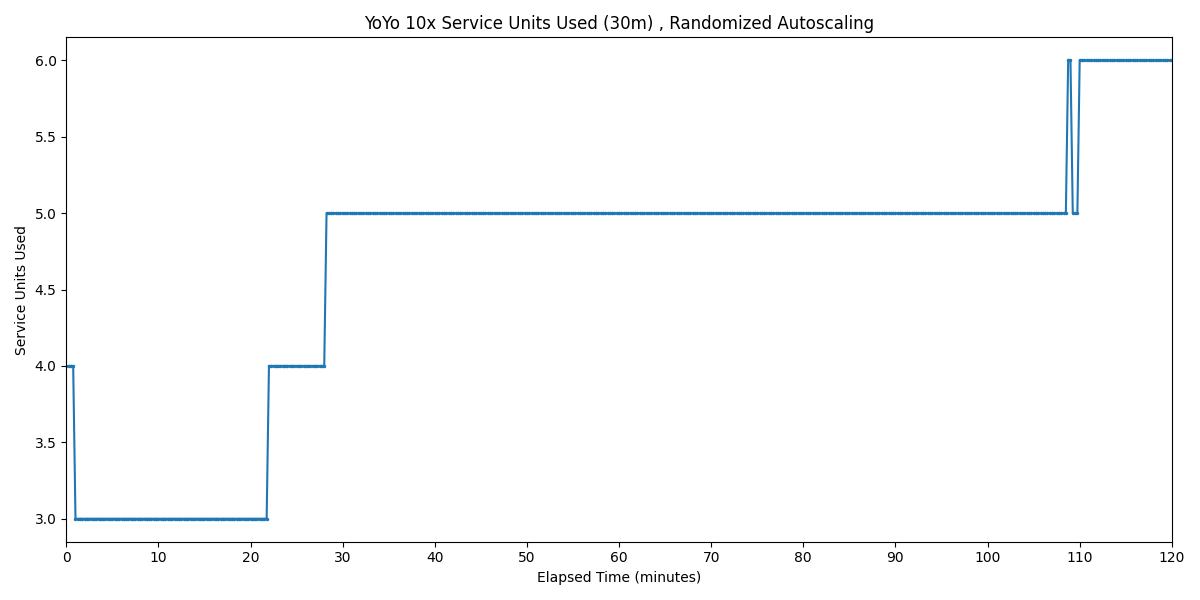 YoYo 10x Service Units Used (30m) , Randomized Autoscaling
6.0
5.5
5.0
4.5
4.0
3.5
3.0
Service Units Used
0 10 20 30 40 50 60 70 80 90 100 110 120
Elapsed Time (minutes)